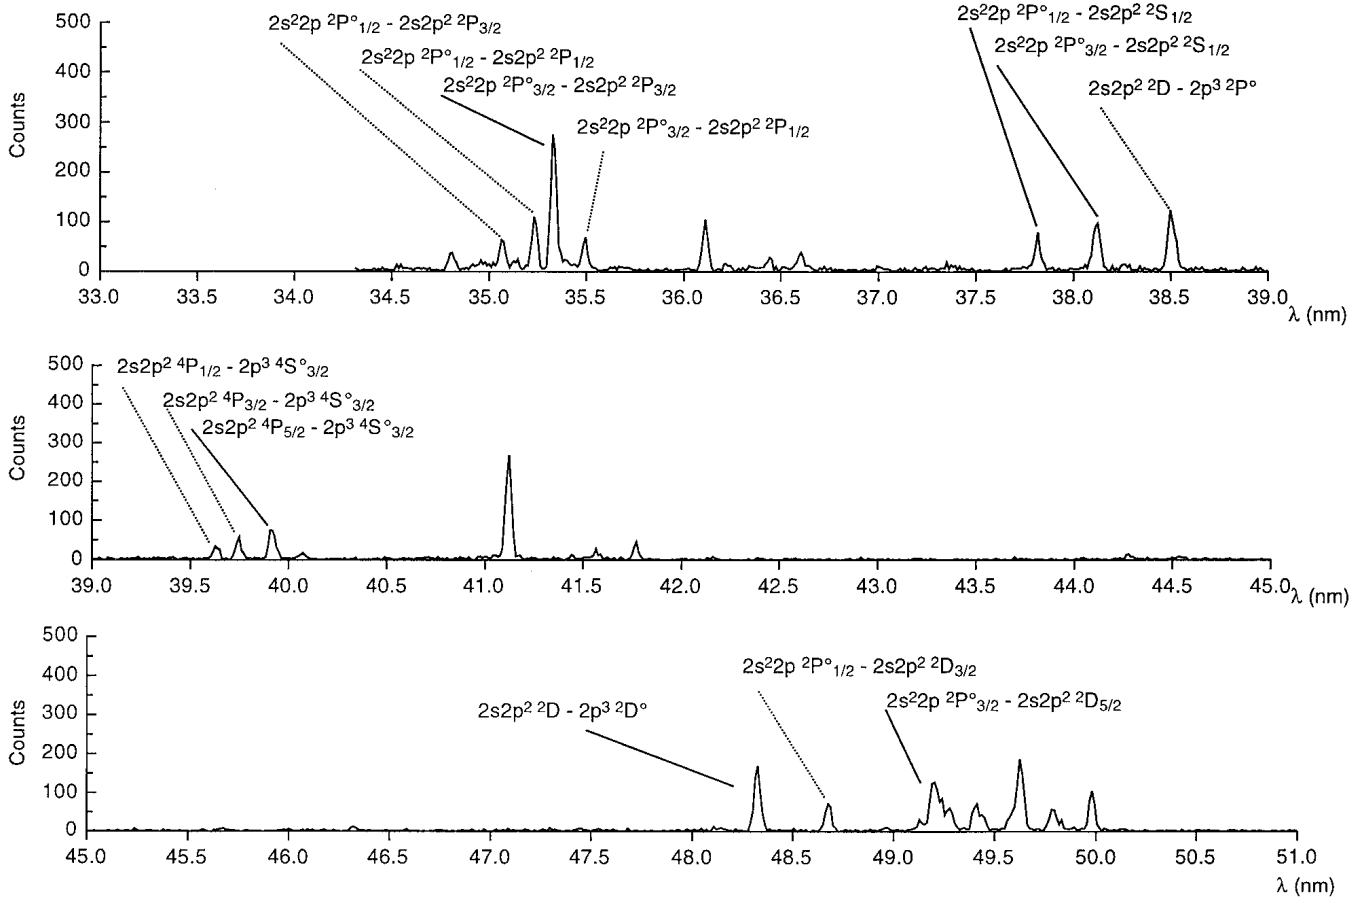 500
400
300
200
100
0
Counts
2s²2p ²P°₁/₂ - 2s2p² ²P₃/₂
2s²2p ²P°₁/₂ - 2s2p² ²P₁/₂
2s²2p ²P°₃/₂ - 2s2p² ²P₃/₂
2s²2p ²P°₃/₂ - 2s2p² ²P₁/₂
2s²2p ²P°₁/₂ - 2s2p² ²S₁/₂
2s²2p ²P°₃/₂ - 2s2p² ²S₁/₂
2s2p² ²D - 2p³ ²P°
33.0 33.5 34.0 34.5 35.0 35.5 36.0 36.5 37.0 37.5 38.0 38.5 39.0
λ (nm)
500
400
300
200
100
0
Counts
2s2p² ⁴P₁/₂ - 2p³ ⁴S°₃/₂
2s2p² ⁴P₃/₂ - 2p³ ⁴S°₃/₂
2s2p² ⁴P₅/₂ - 2p³ ⁴S°₃/₂
39.0 39.5 40.0 40.5 41.0 41.5 42.0 42.5 43.0 43.5 44.0 44.5 45.0
λ (nm)
500
400
300
200
100
0
Counts
2s2p² ²D - 2p³ ²D°
2s²2p ²P°₁/₂ - 2s2p² ²D₃/₂
2s²2p ²P°₃/₂ - 2s2p² ²D₅/₂
45.0 45.5 46.0 46.5 47.0 47.5 48.0 48.5 49.0 49.5 50.0 50.5 51.0
λ (nm)